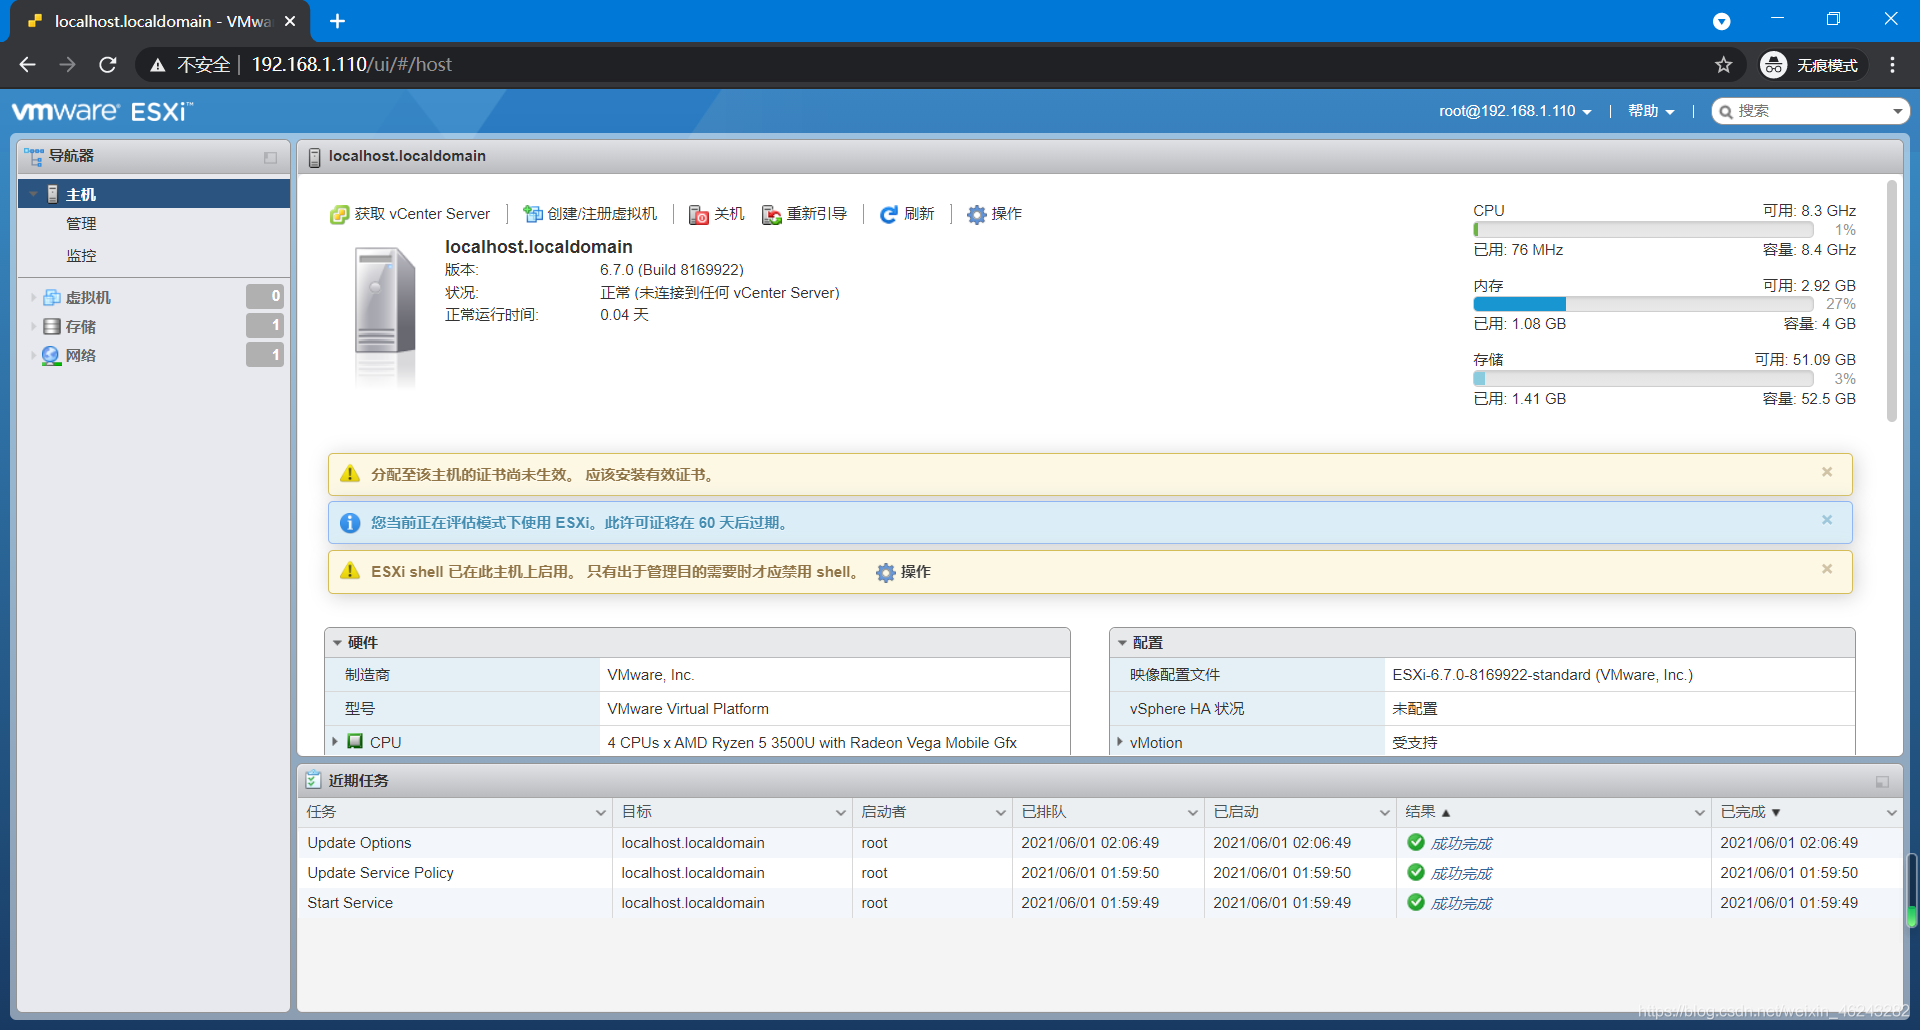 localhost.localdomain - VMwa
不安全 192.168.1.110/ui/#/host
无痕模式
vmware® ESXi™
root@192.168.1.110
帮助
搜索
导航器
主机
管理
监控
虚拟机 0
存储 1
网络 1
localhost.localdomain
获取 vCenter Server
创建/注册虚拟机
关机
重新引导
刷新
操作
localhost.localdomain
版本: 6.7.0 (Build 8169922)
状况: 正常 (未连接到任何 vCenter Server)
正常运行时间: 0.04 天
CPU 可用: 8.3 GHz
1%
已用: 76 MHz 容量: 8.4 GHz
内存 可用: 2.92 GB
27%
已用: 1.08 GB 容量: 4 GB
存储 可用: 51.09 GB
3%
已用: 1.41 GB 容量: 52.5 GB
分配至该主机的证书尚未生效。 应该安装有效证书。
您当前正在评估模式下使用 ESXi。此许可证将在 60 天后过期。
ESXi shell 已在此主机上启用。 只有出于管理目的需要时才应禁用 shell。 操作
硬件
制造商 VMware, Inc.
型号 VMware Virtual Platform
CPU 4 CPUs x AMD Ryzen 5 3500U with Radeon Vega Mobile Gfx
配置
映像配置文件 ESXi-6.7.0-8169922-standard (VMware, Inc.)
vSphere HA 状况 未配置
vMotion 受支持
近期任务
任务 目标 启动者 已排队 已启动 结果 ▲ 已完成 ▼
Update Options localhost.localdomain root 2021/06/01 02:06:49 2021/06/01 02:06:49 成功完成 2021/06/01 02:06:49
Update Service Policy localhost.localdomain root 2021/06/01 01:59:50 2021/06/01 01:59:50 成功完成 2021/06/01 01:59:50
Start Service localhost.localdomain root 2021/06/01 01:59:49 2021/06/01 01:59:49 成功完成 2021/06/01 01:59:49
https://blog.csdn.net/weixin_46243282